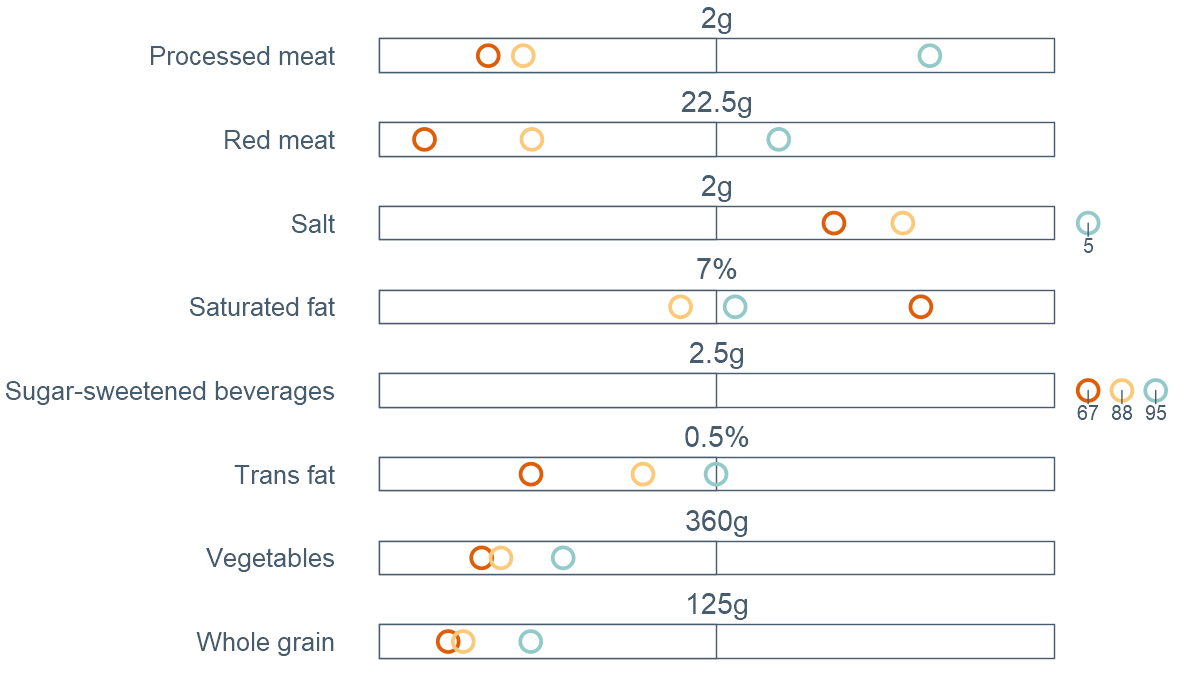 2g
Processed meat
22.5g
Red meat
2g
Salt
5
7%
Saturated fat
2.5g
Sugar-sweetened beverages
67 88 95
0.5%
Trans fat
360g
Vegetables
125g
Whole grain